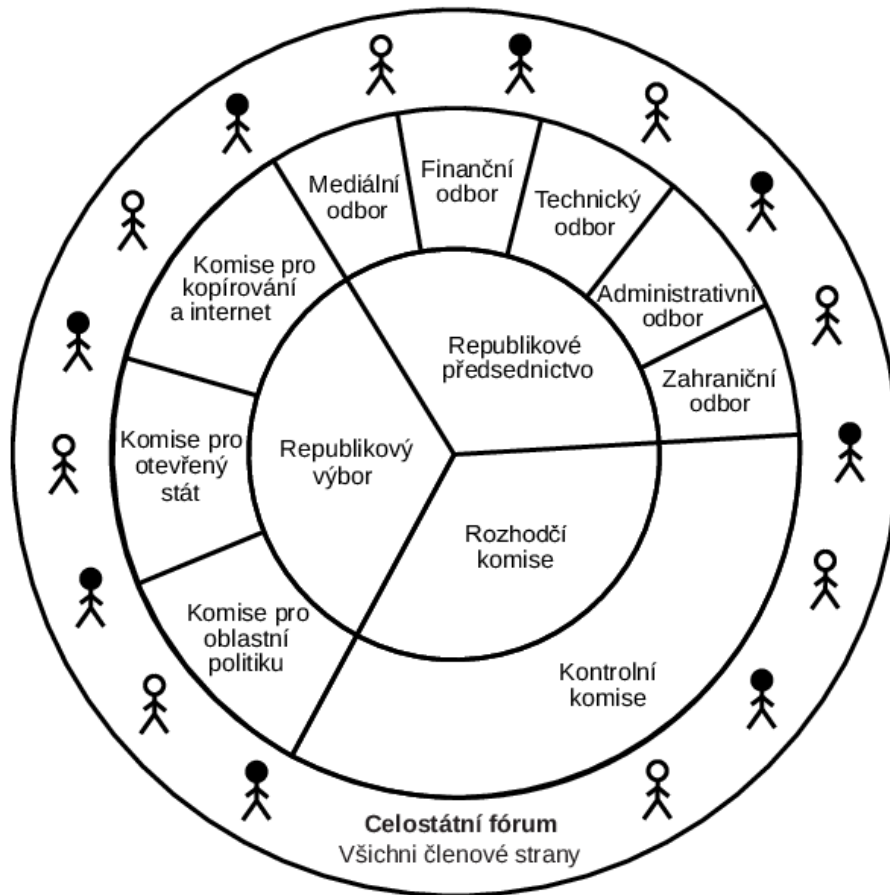 Mediální
odbor
Finanční
odbor
Technický
odbor
Administrativní
odbor
Zahraniční
odbor
Komise pro
kopírování
a internet
Komise pro
otevřený
stát
Komise pro
oblastní
politiku
Republikové
předsednictvo
Republikový
výbor
Rozhodčí
komise
Kontrolní
komise
Celostátní fórum
Všichni členové strany